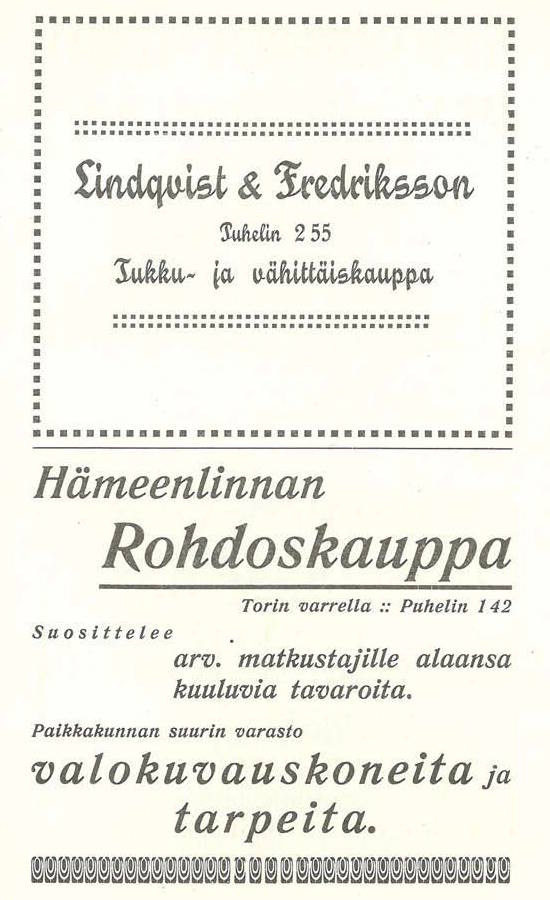 Lindqvist & Fredriksson
Puhelin 255
Tukku- ja vähittäiskauppa
Hämeenlinnan
Rohdoskauppa
Torin varrella :: Puhelin 142
Suosittelee
arv. matkustajille alaansa
kuuluvia tavaroita.
Paikkakunnan suurin varasto
valokuvauskoneita ja
tarpeita.